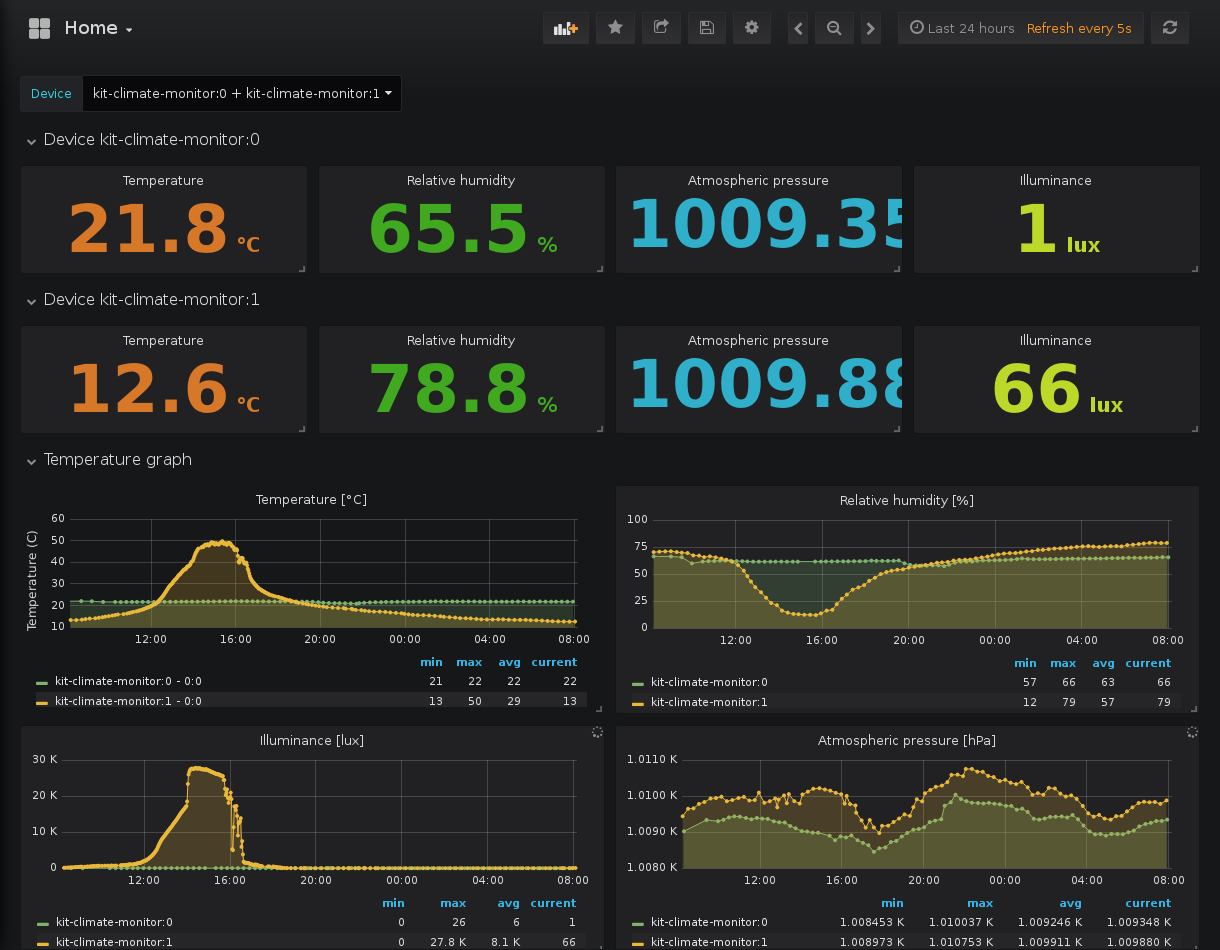 Home
Last 24 hours Refresh every 5s
Device kit-climate-monitor:0 + kit-climate-monitor:1
Device kit-climate-monitor:0
Temperature Relative humidity Atmospheric pressure Illuminance
21.8 °C 65.5 % 1009.35 1 lux
Device kit-climate-monitor:1
Temperature Relative humidity Atmospheric pressure Illuminance
12.6 °C 78.8 % 1009.88 66 lux
Temperature graph
Temperature [°C]
Temperature (C)
60
50
40
30
20
10
12:00 16:00 20:00 00:00 04:00 08:00
min max avg current
kit-climate-monitor:0 - 0:0 21 22 22 22
kit-climate-monitor:1 - 0:0 13 50 29 13
Relative humidity [%]
100
75
50
25
0
12:00 16:00 20:00 00:00 04:00 08:00
min max avg current
kit-climate-monitor:0 57 66 63 66
kit-climate-monitor:1 12 79 57 79
Illuminance [lux]
30 K
20 K
10 K
0
12:00 16:00 20:00 00:00 04:00 08:00
min max avg current
kit-climate-monitor:0 0 26 6 1
kit-climate-monitor:1 0 27.8 K 8.1 K 66
Atmospheric pressure [hPa]
1.0110 K
1.0100 K
1.0090 K
1.0080 K
12:00 16:00 20:00 00:00 04:00 08:00
min max avg current
kit-climate-monitor:0 1.008453 K 1.010037 K 1.009246 K 1.009348 K
kit-climate-monitor:1 1.008973 K 1.010753 K 1.009911 K 1.009880 K